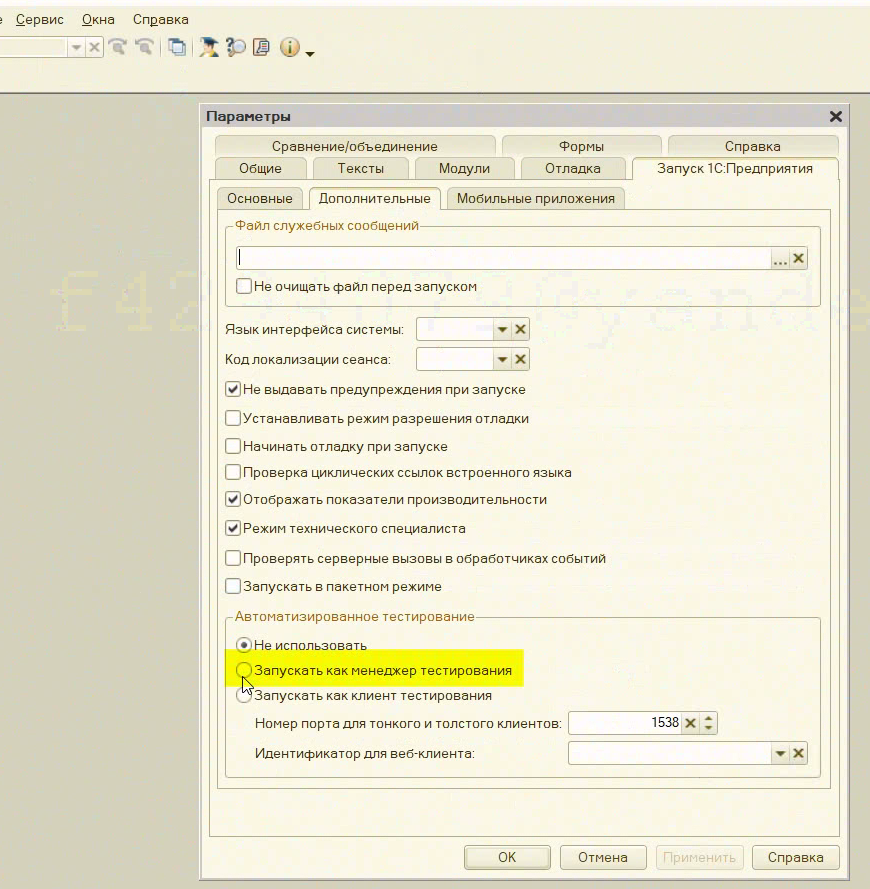 Сервис Окна Справка
Параметры
Сравнение/объединение Формы Справка
Общие Тексты Модули Отладка Запуск 1С:Предприятия
Основные Дополнительные Мобильные приложения
Файл служебных сообщений
Не очищать файл перед запуском
Язык интерфейса системы:
Код локализации сеанса:
Не выдавать предупреждения при запуске
Устанавливать режим разрешения отладки
Начинать отладку при запуске
Проверка циклических ссылок встроенного языка
Отображать показатели производительности
Режим технического специалиста
Проверять серверные вызовы в обработчиках событий
Запускать в пакетном режиме
Автоматизированное тестирование
Не использовать
Запускать как менеджер тестирования
Запускать как клиент тестирования
Номер порта для тонкого и толстого клиентов: 1538
Идентификатор для веб-клиента:
OK Отмена Применить Справка